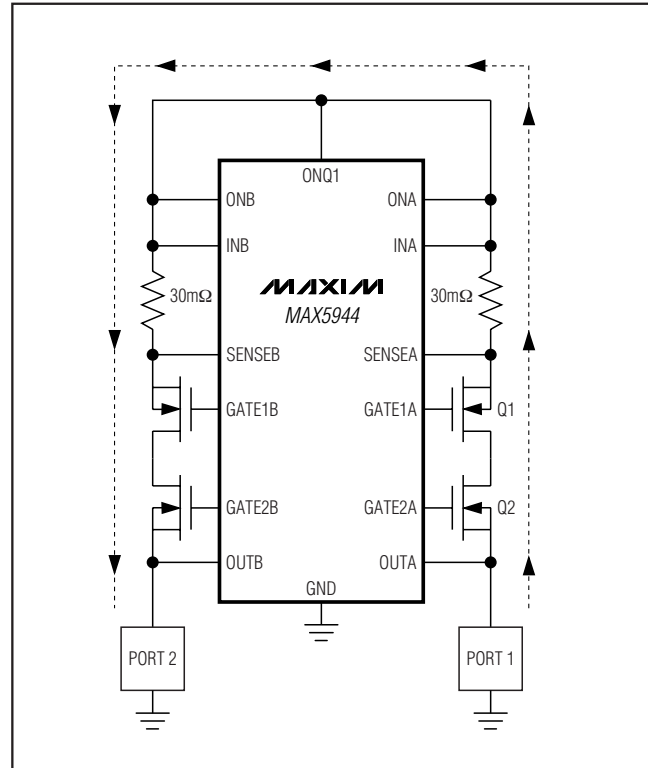 ONQ1
ONB
ONA
INB
INA
30mΩ
MAXIM
30mΩ
MAX5944
SENSEB
SENSEA
GATE1B
GATE1A
Q1
GATE2B
GATE2A
Q2
OUTB
OUTA
GND
PORT 2
PORT 1